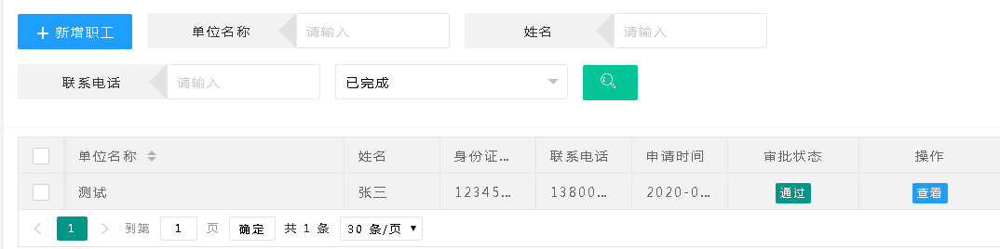 + 新增职工 单位名称 请输入 姓名 请输入
联系电话 请输入 已完成
单位名称 姓名 身份证... 联系电话 申请时间 审批状态 操作
测试 张三 12345... 13800... 2020-0... 通过 查看
1 到第 1 页 确定 共 1 条 30 条/页